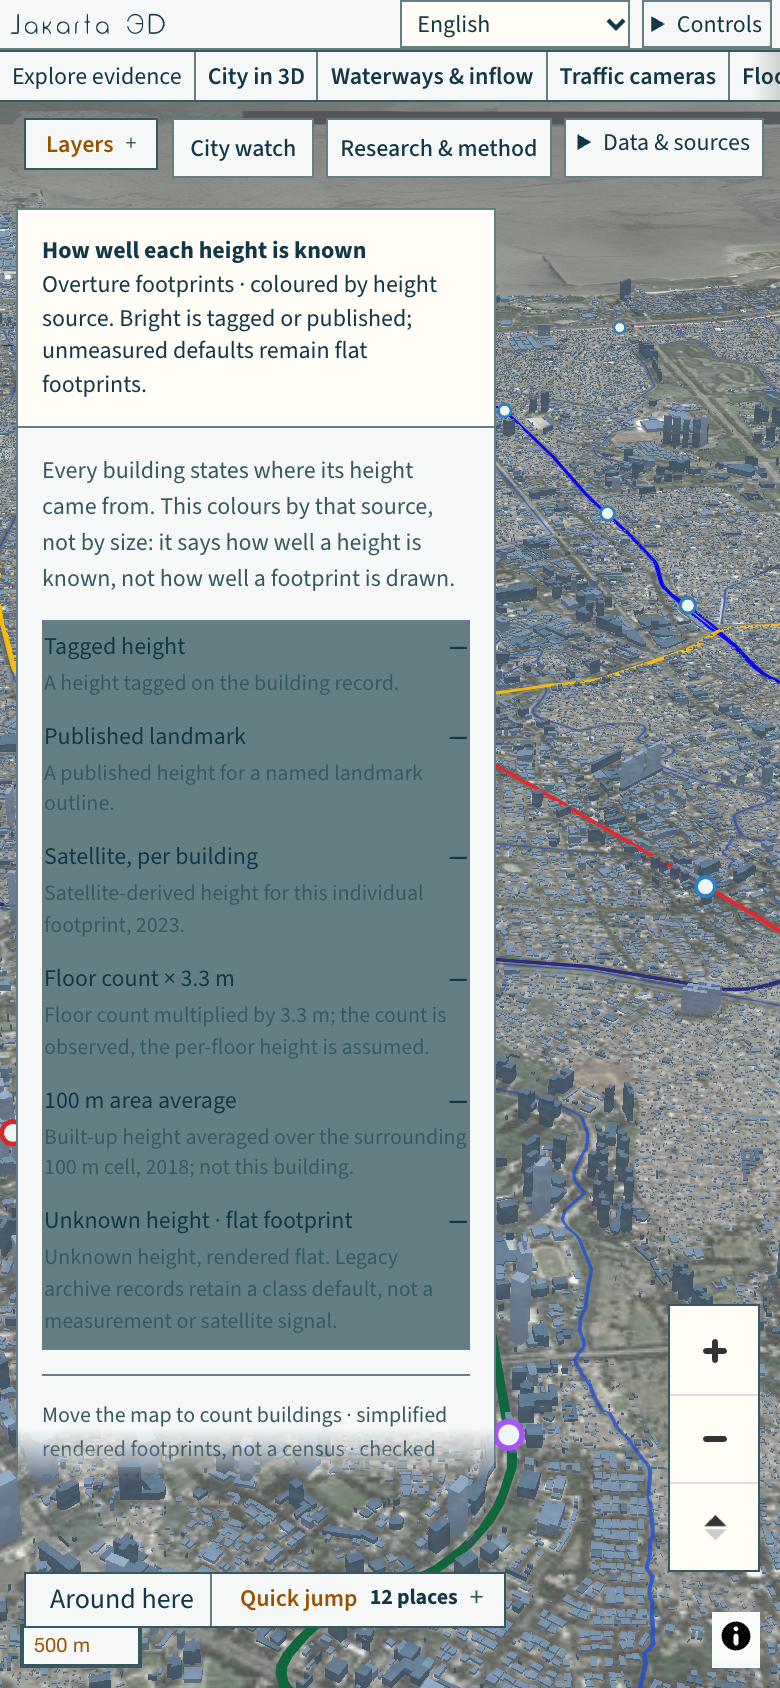 Jakarta 3D
English
Controls
Explore evidence
City in 3D
Waterways & inflow
Traffic cameras
Layers +
City watch
Research & method
Data & sources
How well each height is known
Overture footprints · coloured by height
source. Bright is tagged or published;
unmeasured defaults remain flat
footprints.
Every building states where its height
came from. This colours by that source,
not by size: it says how well a height is
known, not how well a footprint is drawn.
Tagged height –
A height tagged on the building record.
Published landmark –
A published height for a named landmark
outline.
Satellite, per building –
Satellite-derived height for this individual
footprint, 2023.
Floor count × 3.3 m –
Floor count multiplied by 3.3 m; the count is
observed, the per-floor height is assumed.
100 m area average –
Built-up height averaged over the surrounding
100 m cell, 2018; not this building.
Unknown height · flat footprint –
Unknown height, rendered flat. Legacy
archive records retain a class default, not a
measurement or satellite signal.
Move the map to count buildings · simplified
rendered footprints, not a census · checked
Around here
Quick jump 12 places +
500 m